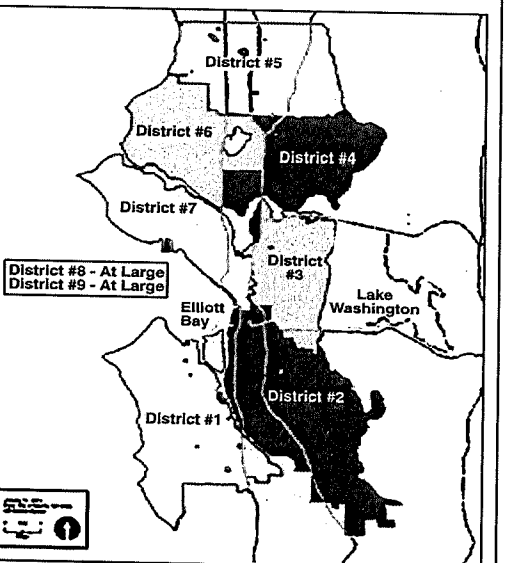 District #5
District #6
District #4
District #7
District
#3
District #8 - At Large
District #9 - At Large
Elliott
Bay
Lake
Washington
District #2
District #1